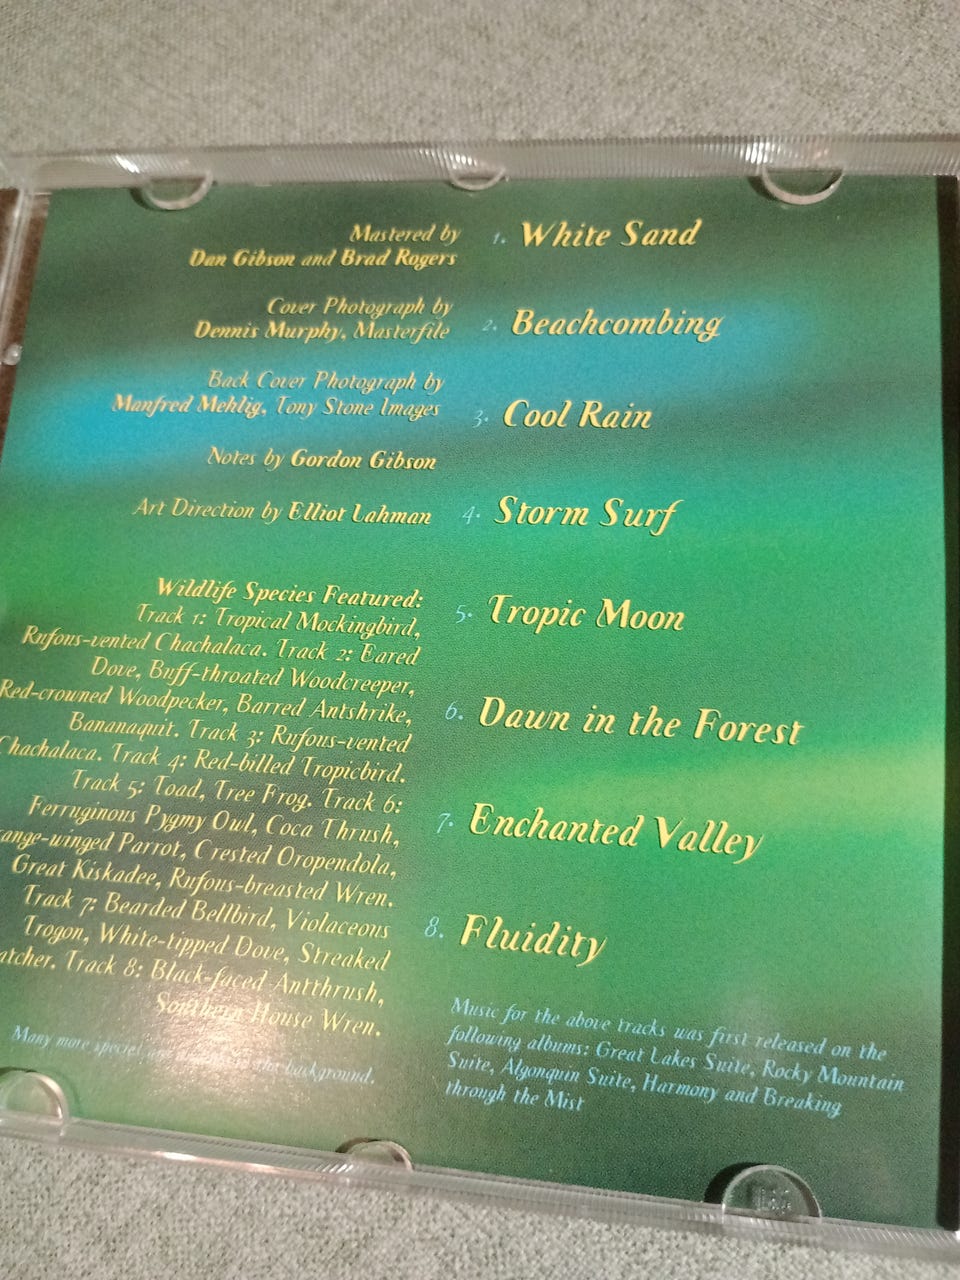 Mastered by
Dan Gibson and Brad Rogers
Cover Photograph by
Dennis Murphy, Masterfile
Back Cover Photograph by
Manfred Mehlig, Tony Stone Images
Notes by Gordon Gibson
Art Direction by Elliot Lahman
Wildlife Species Featured:
Track 1: Tropical Mockingbird,
Rufous-vented Chachalaca. Track 2: Eared
Dove, Buff-throated Woodcreeper,
Red-crowned Woodpecker, Barred Antshrike,
Bananaquit. Track 3: Rufous-vented
Chachalaca. Track 4: Red-billed Tropicbird.
Track 5: Toad, Tree Frog. Track 6:
Ferruginous Pygmy Owl, Coca Thrush,
ange-winged Parrot, Crested Oropendola,
Great Kiskadee, Rufous-breasted Wren.
Track 7: Bearded Bellbird, Violaceous
Trogon, White-tipped Dove, Streaked
atcher. Track 8: Black-faced Antthrush,
Southern House Wren.
Many more species background.
1. White Sand
2. Beachcombing
3. Cool Rain
4. Storm Surf
5. Tropic Moon
6. Dawn in the Forest
7. Enchanted Valley
8. Fluidity
Music for the above tracks was first released on the
following albums: Great Lakes Suite, Rocky Mountain
Suite, Algonquin Suite, Harmony and Breaking
through the Mist